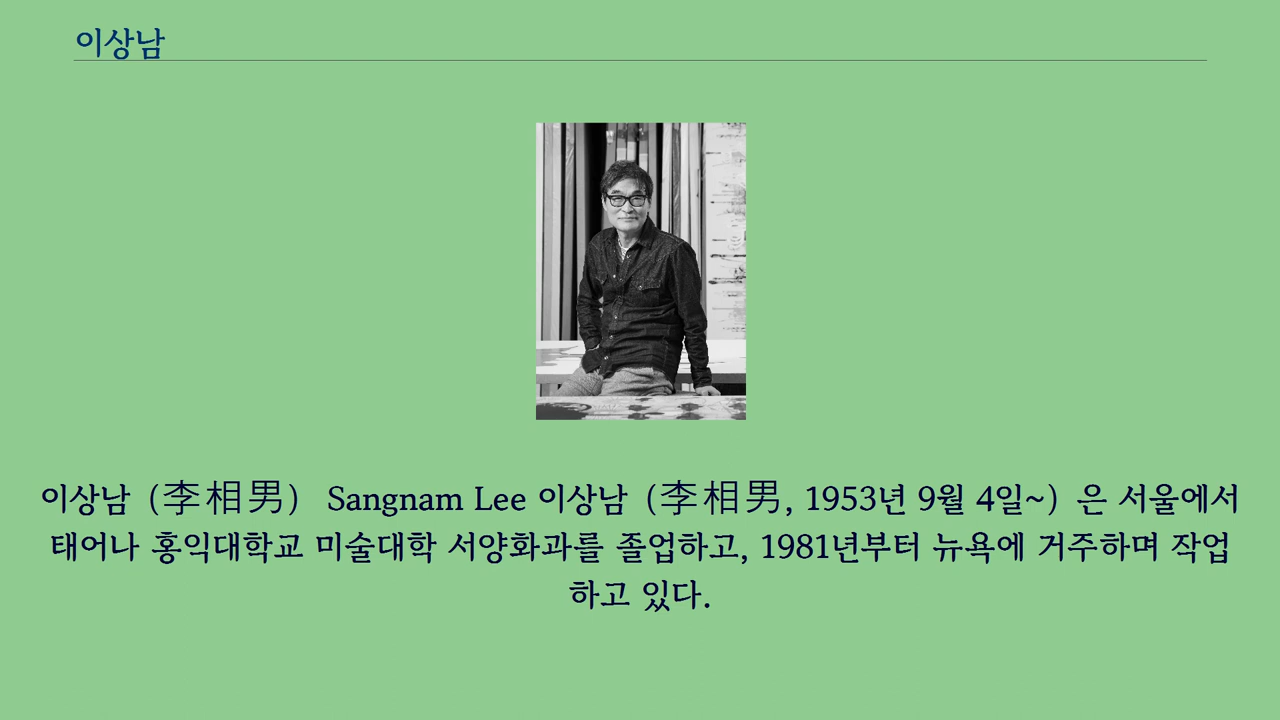 이상남
이상남 (李相男) Sangnam Lee 이상남 (李相男, 1953년 9월 4일~) 은 서울에서
태어나 홍익대학교 미술대학 서양화과를 졸업하고, 1981년부터 뉴욕에 거주하며 작업
하고 있다.